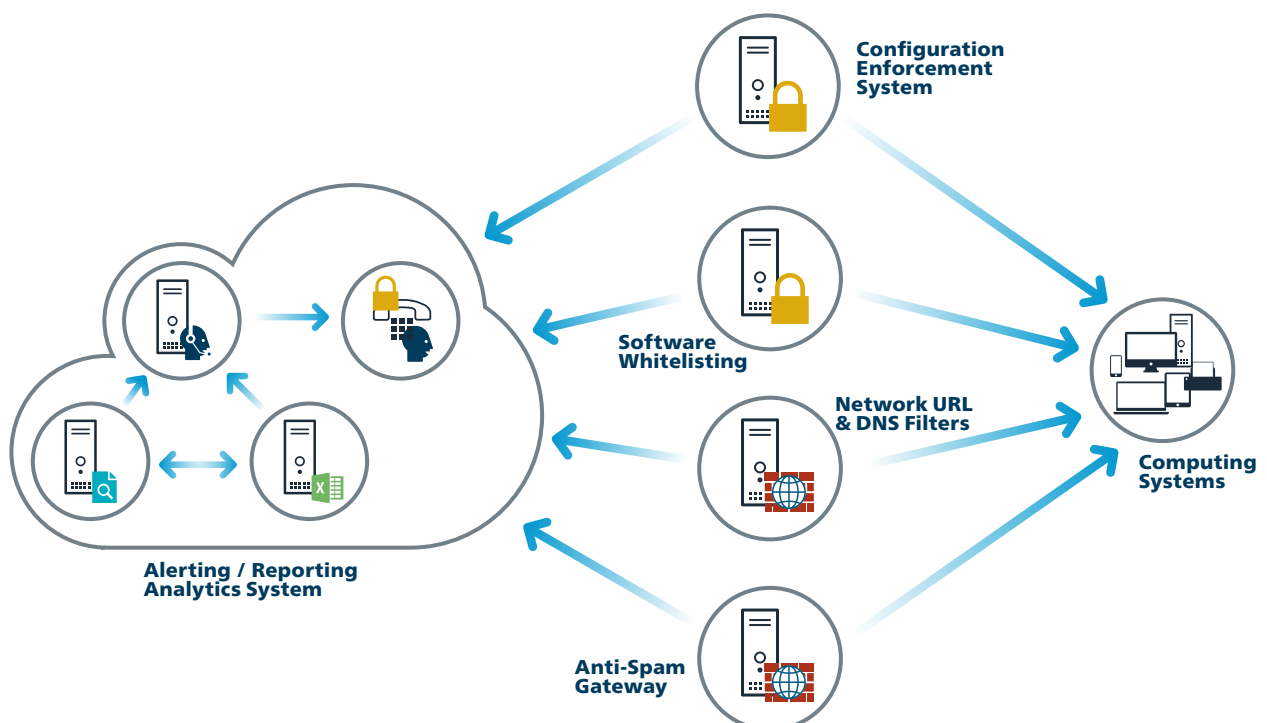 Configuration
Enforcement
System
Software
Whitelisting
Network URL
& DNS Filters
Computing
Systems
X
Alerting / Reporting
Analytics System
Anti-Spam
Gateway